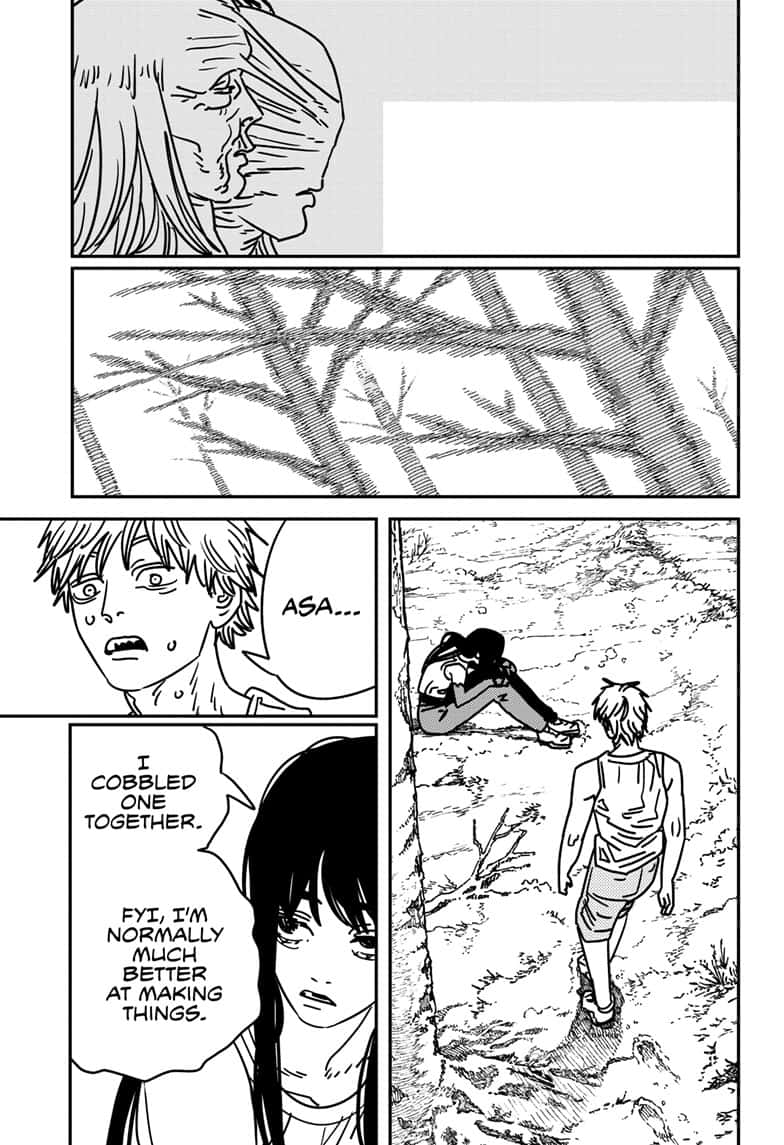 ASA...
I
COBBLED
ONE
TOGETHER.
FYI, I'M
NORMALLY
MUCH
BETTER
AT MAKING
THINGS.